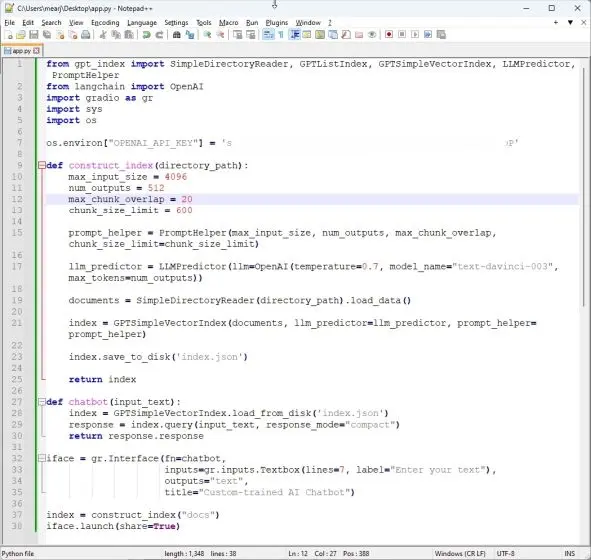 C:\Users\mearj\Desktop\app.py - Notepad++
File Edit Search View Encoding Language Settings Tools Macro Run Plugins Window ?
app.py
1 from gpt_index import SimpleDirectoryReader, GPTListIndex, GPTSimpleVectorIndex, LLMPredictor,
PromptHelper
2 from langchain import OpenAI
3 import gradio as gr
4 import sys
5 import os
6
7 os.environ["OPENAI_API_KEY"] = 's P'
8
9 def construct_index(directory_path):
10 max_input_size = 4096
11 num_outputs = 512
12 max_chunk_overlap = 20
13 chunk_size_limit = 600
14
15 prompt_helper = PromptHelper(max_input_size, num_outputs, max_chunk_overlap,
chunk_size_limit=chunk_size_limit)
16
17 llm_predictor = LLMPredictor(llm=OpenAI(temperature=0.7, model_name="text-davinci-003",
max_tokens=num_outputs))
18
19 documents = SimpleDirectoryReader(directory_path).load_data()
20
21 index = GPTSimpleVectorIndex(documents, llm_predictor=llm_predictor, prompt_helper=
prompt_helper)
22
23 index.save_to_disk('index.json')
24
25 return index
26
27 def chatbot(input_text):
28 index = GPTSimpleVectorIndex.load_from_disk('index.json')
29 response = index.query(input_text, response_mode="compact")
30 return response.response
31
32 iface = gr.Interface(fn=chatbot,
33 inputs=gr.inputs.Textbox(lines=7, label="Enter your text"),
34 outputs="text",
35 title="Custom-trained AI Chatbot")
36
37 index = construct_index("docs")
38 iface.launch(share=True)
Python file length : 1,348 lines : 38 Ln : 12 Col : 27 Pos : 388 Windows (CR LF) UTF-8 INS